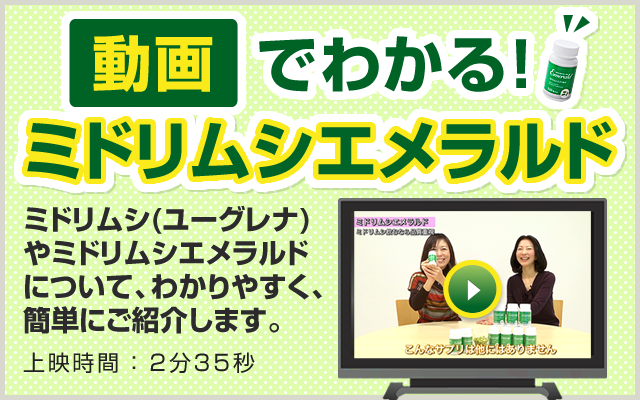 動画でわかる!
Emerald
ミドリムシエメラルド
ミドリムシ(ユーグレナ)
やミドリムシエメラルド
について、わかりやすく、
簡単にご紹介します。
上映時間：2分35秒
ミドリムシエメラルド
こんなサプリは他にはありません